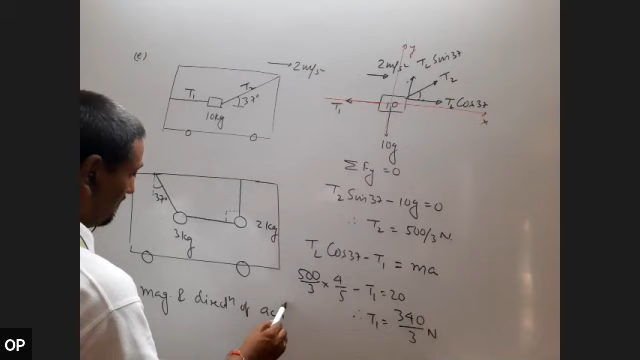 (e)
2m/s²
T₁
T₂
37°
10kg
y
2m/s²
T₂ Sin37
T₂
T₂ Cos37
10
T₁
x
10g
ΣFy = 0
T₂ Sin37 - 10g = 0
∴ T₂ = 500/3 N.
T₂ Cos37 - T₁ = ma
500/3 × 4/5 - T₁ = 20
∴ T₁ = 340/3 N
37°
3kg
2kg
mag. & directⁿ of ac
OP